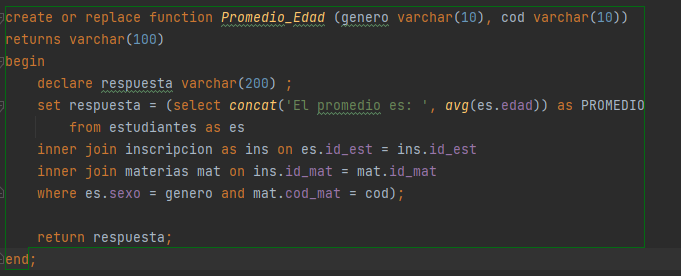 create or replace function Promedio_Edad (genero varchar(10), cod varchar(10))
returns varchar(100)
begin
    declare respuesta varchar(200) ;
    set respuesta = (select concat('El promedio es: ', avg(es.edad)) as PROMEDIO
        from estudiantes as es
    inner join inscripcion as ins on es.id_est = ins.id_est
    inner join materias mat on ins.id_mat = mat.id_mat
    where es.sexo = genero and mat.cod_mat = cod);
    return respuesta;
end;